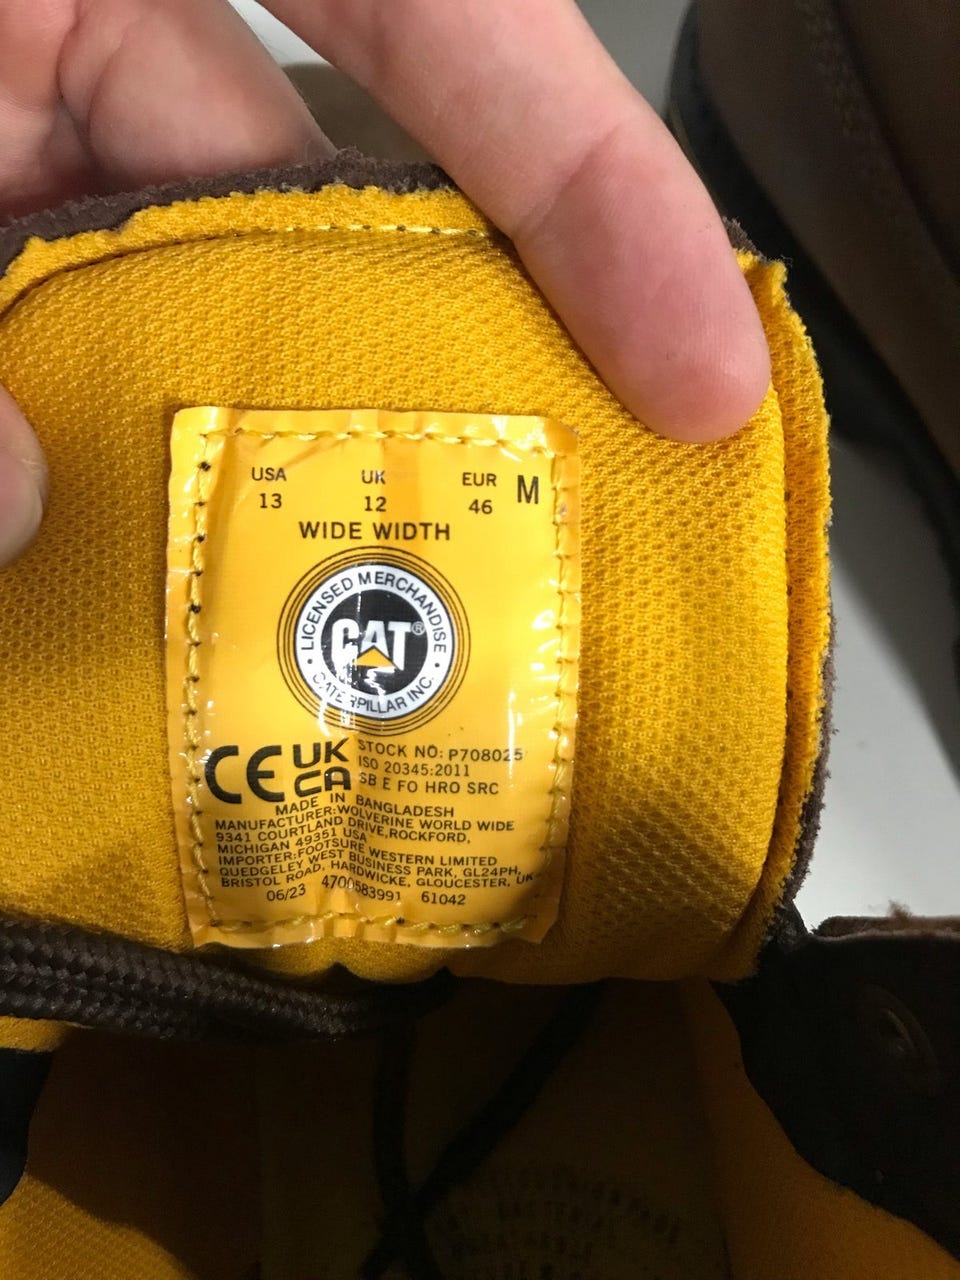 USA UK EUR M
13 12 46
WIDE WIDTH
LICENSED MERCHANDISE
CAT®
CATERPILLAR INC.
CE UK CA
STOCK NO: P708025
ISO 20345:2011
SB E FO HRO SRC
MADE IN BANGLADESH
MANUFACTURER:WOLVERINE WORLD WIDE
9341 COURTLAND DRIVE,ROCKFORD,
MICHIGAN 49351 USA
IMPORTER:FOOTSURE WESTERN LIMITED
QUEDGELEY WEST BUSINESS PARK, GL24PH,
BRISTOL ROAD, HARDWICKE, GLOUCESTER, UK
06/23 4700583991 61042